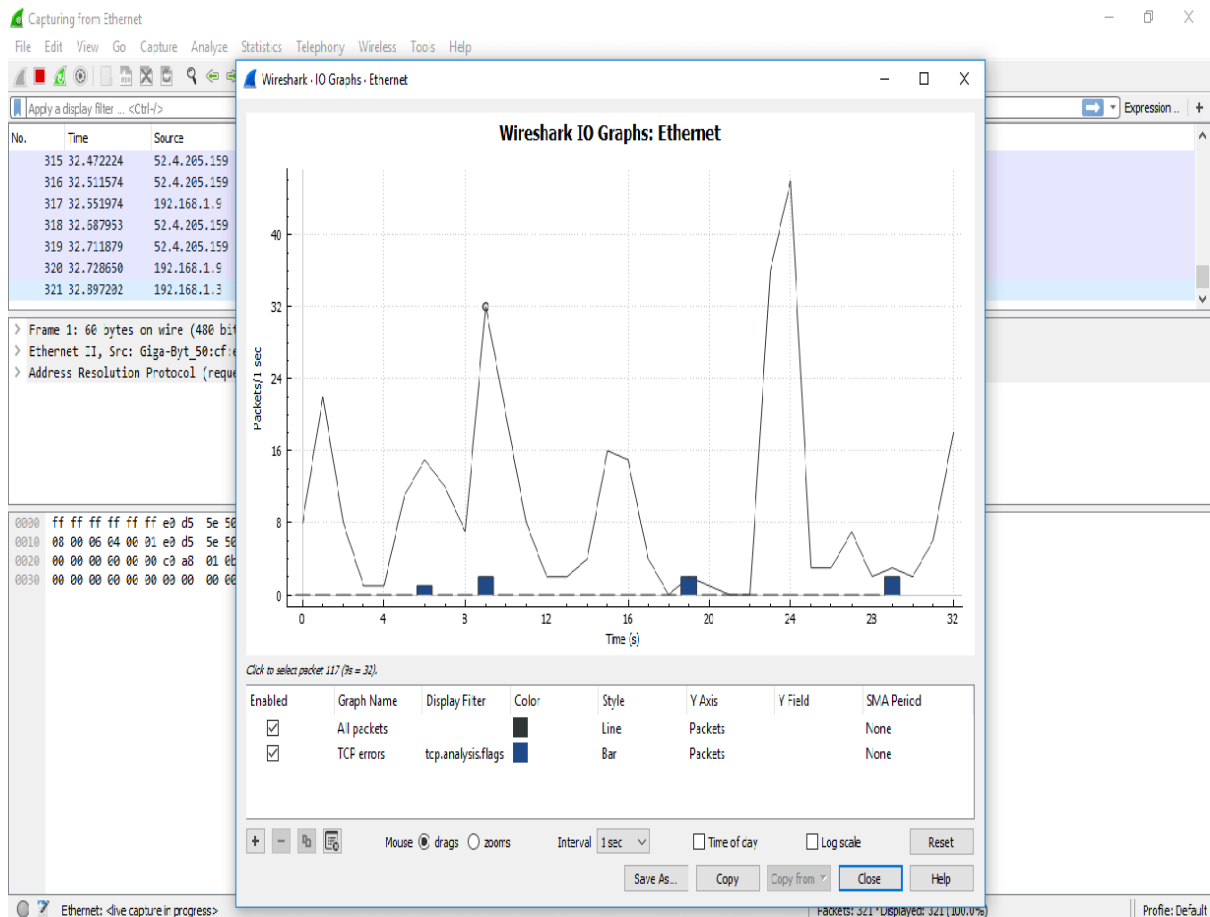 Capturing from Ethernet
File Edit View Go Capture Analyze Statistics Telephony Wireless Tools Help
Wireshark · IO Graphs · Ethernet
Apply a display filter ... <Ctrl-/>
Expression... +
No. Time Source
315 32.472224 52.4.205.159
316 32.511574 52.4.205.159
317 32.551974 192.168.1.9
318 32.687953 52.4.205.159
319 32.711879 52.4.205.159
320 32.728650 192.168.1.9
321 32.897202 192.168.1.3
> Frame 1: 60 bytes on wire (480 bit
> Ethernet II, Src: Giga-Byt_50:cf:e
> Address Resolution Protocol (reque
0000 ff ff ff ff ff ff e0 d5 5e 50
0010 08 00 06 04 00 01 e0 d5 5e 50
0020 00 00 00 00 00 00 c0 a8 01 0b
0030 00 00 00 00 00 00 00 00 00 00
Wireshark IO Graphs: Ethernet
Packets/1 sec
40
32
24
16
8
0
0 4 8 12 16 20 24 28 32
Time (s)
Click to select packet 117 (9s = 32).
Enabled Graph Name Display Filter Color Style Y Axis Y Field SMA Period
All packets Line Packets None
TCP errors tcp.analysis.flags Bar Packets None
+ −
Mouse drags zooms Interval 1 sec Time of day Log scale Reset
Save As... Copy Copy from Close Help
Ethernet: <live capture in progress>
Packets: 321 · Displayed: 321 (100.0%)
Profile: Default